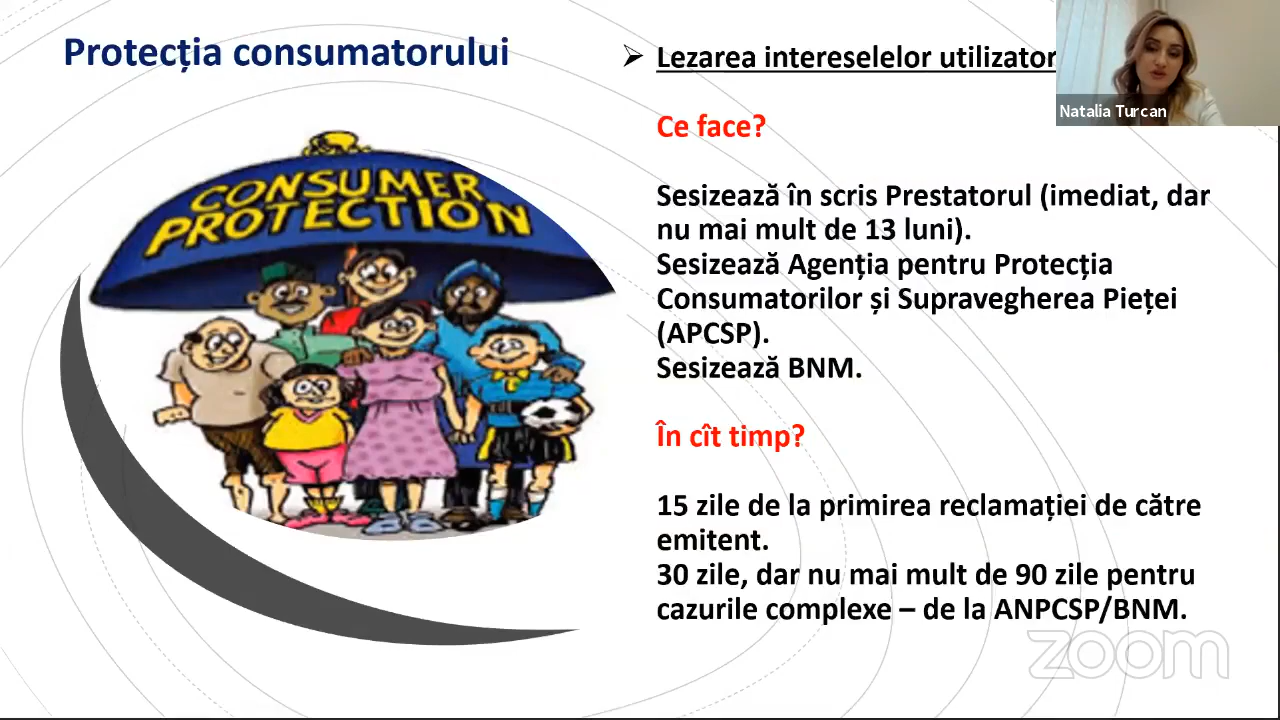 Protecția consumatorului
Lezarea intereselelor utilizator
Natalia Turcan
CONSUMER
PROTECTION
Ce face?
Sesizează în scris Prestatorul (imediat, dar
nu mai mult de 13 luni).
Sesizează Agenția pentru Protecția
Consumatorilor și Supravegherea Pieței
(APCSP).
Sesizează BNM.
În cît timp?
15 zile de la primirea reclamației de către
emitent.
30 zile, dar nu mai mult de 90 zile pentru
cazurile complexe – de la ANPCSP/BNM.
zoom